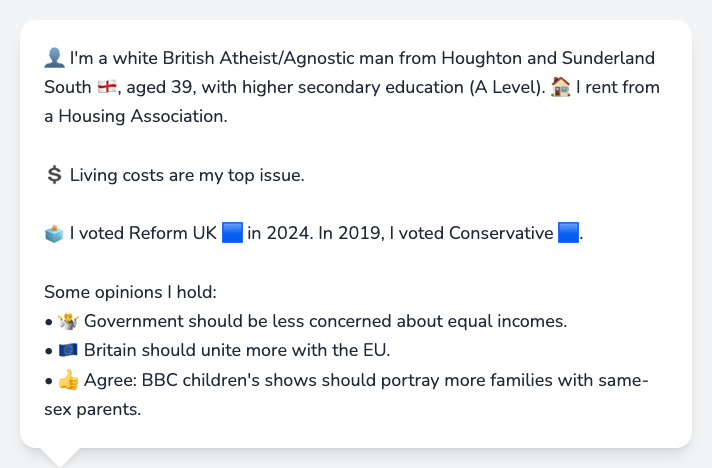 👤 I'm a white British Atheist/Agnostic man from Houghton and Sunderland
South 🏴󠁧󠁢󠁥󠁮󠁧󠁿, aged 39, with higher secondary education (A Level). 🏠 I rent from
a Housing Association.
💲 Living costs are my top issue.
🗳️ I voted Reform UK 🟦 in 2024. In 2019, I voted Conservative 🟦.
Some opinions I hold:
• 🤷 Government should be less concerned about equal incomes.
• 🇪🇺 Britain should unite more with the EU.
• 👍 Agree: BBC children's shows should portray more families with same-
sex parents.